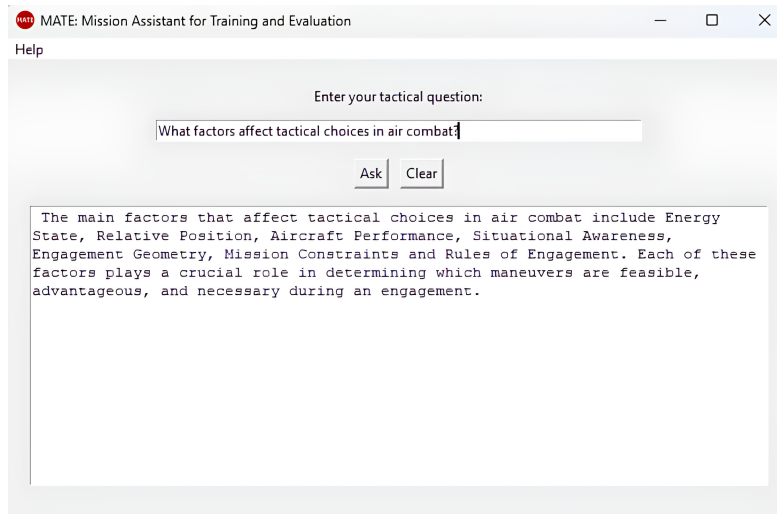 MATE MATE: Mission Assistant for Training and Evaluation
Help
Enter your tactical question:
What factors affect tactical choices in air combat?
Ask Clear
The main factors that affect tactical choices in air combat include Energy
State, Relative Position, Aircraft Performance, Situational Awareness,
Engagement Geometry, Mission Constraints and Rules of Engagement. Each of these
factors plays a crucial role in determining which maneuvers are feasible,
advantageous, and necessary during an engagement.